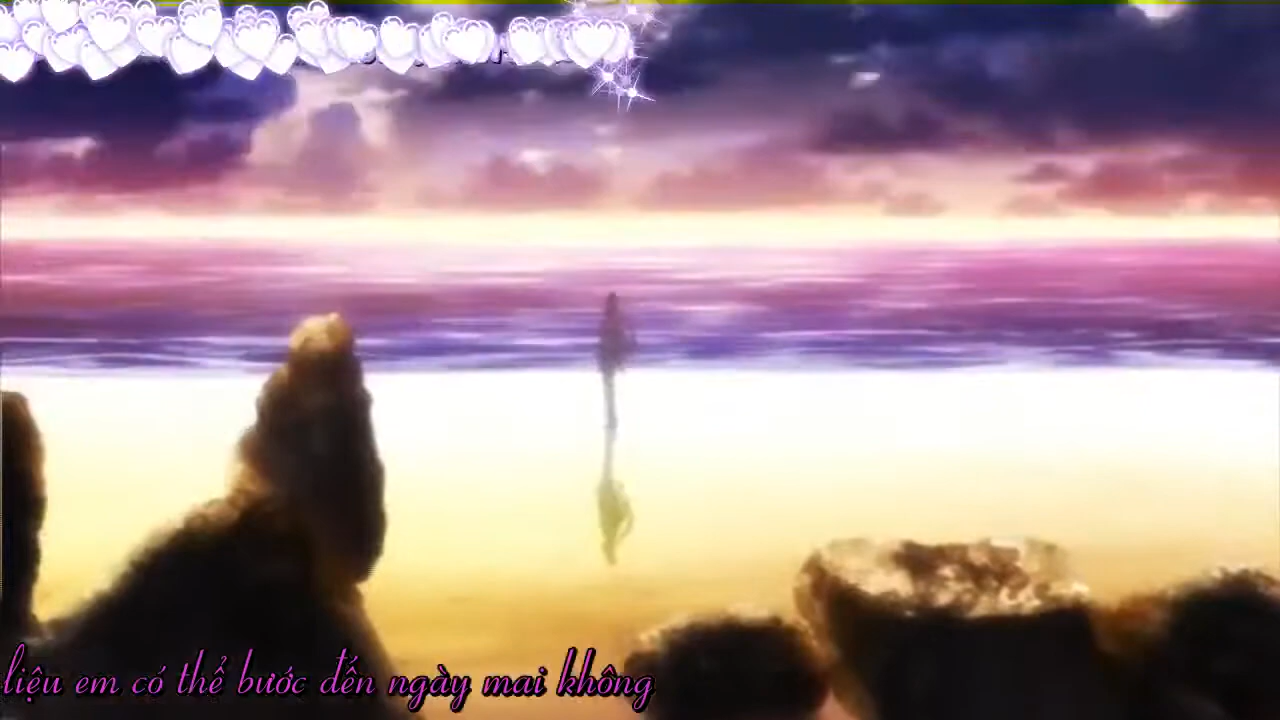 liệu em có thể bước đến ngày mai không